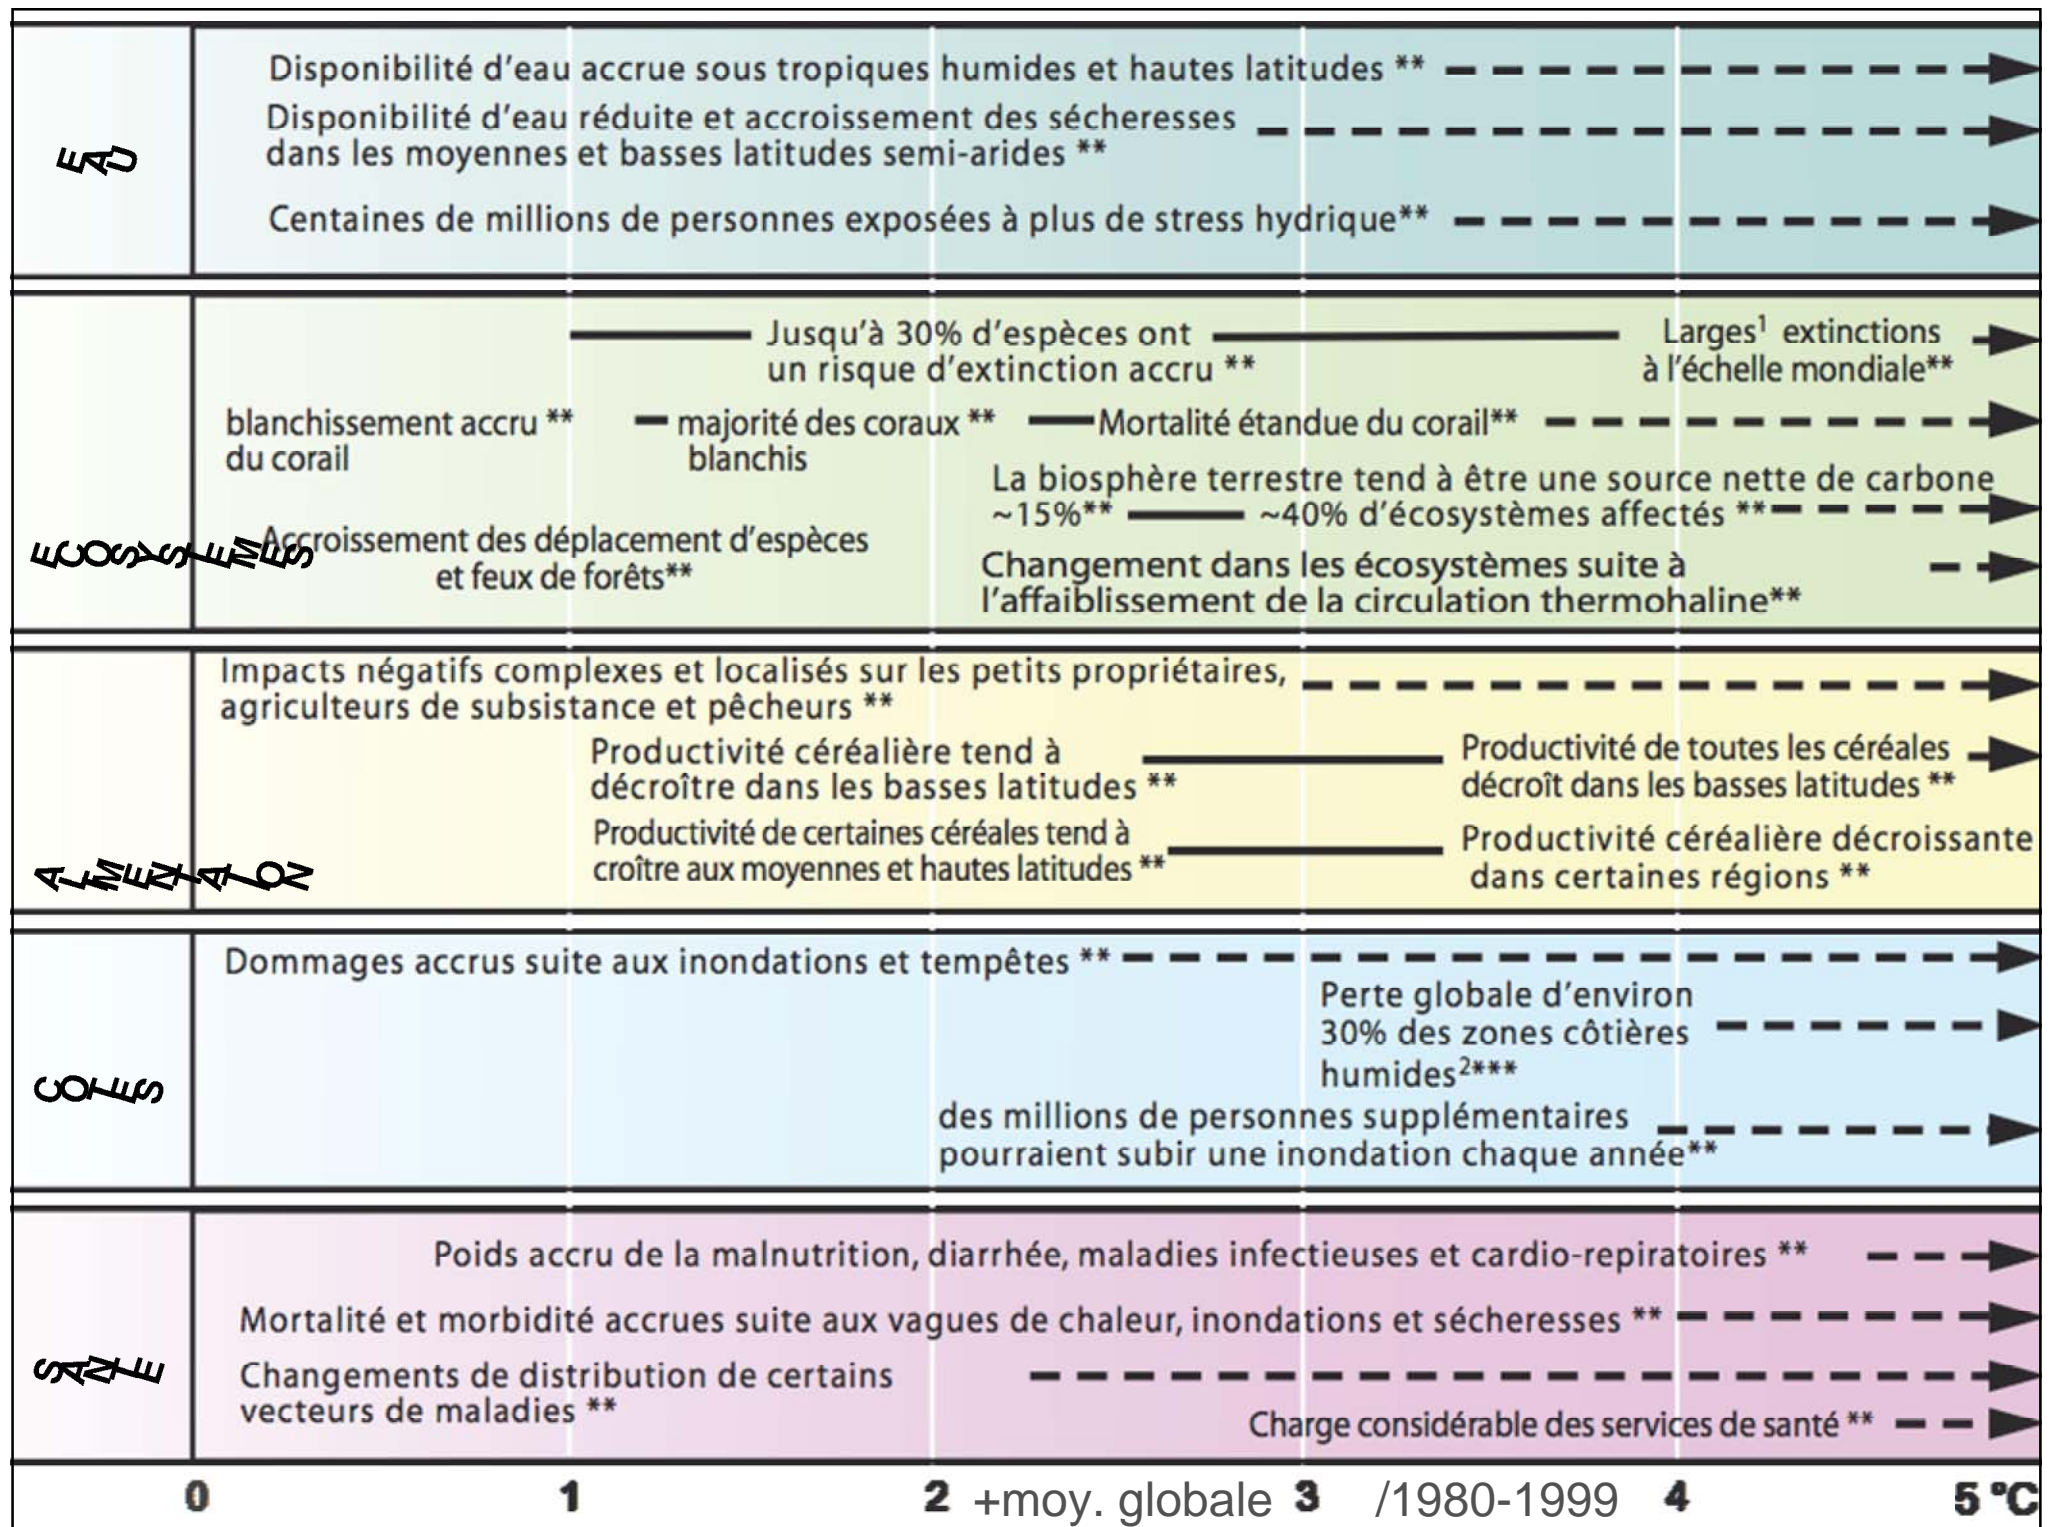 EAU
Disponibilité d'eau accrue sous tropiques humides et hautes latitudes **
Disponibilité d'eau réduite et accroissement des sécheresses
dans les moyennes et basses latitudes semi-arides **
Centaines de millions de personnes exposées à plus de stress hydrique**
ECOSYSTEMES
Jusqu'à 30% d'espèces ont
un risque d'extinction accru **
Larges¹ extinctions
à l'échelle mondiale**
blanchissement accru **
du corail
majorité des coraux **
blanchis
Mortalité étandue du corail**
La biosphère terrestre tend à être une source nette de carbone
~15%** ~40% d'écosystèmes affectés **
Accroissement des déplacement d'espèces
et feux de forêts**
Changement dans les écosystèmes suite à
l'affaiblissement de la circulation thermohaline**
ALIMENTATION
Impacts négatifs complexes et localisés sur les petits propriétaires,
agriculteurs de subsistance et pêcheurs **
Productivité céréalière tend à
décroître dans les basses latitudes **
Productivité de toutes les céréales
décroît dans les basses latitudes **
Productivité de certaines céréales tend à
croître aux moyennes et hautes latitudes **
Productivité céréalière décroissante
dans certaines régions **
COTES
Dommages accrus suite aux inondations et tempêtes **
Perte globale d'environ
30% des zones côtières
humides²***
des millions de personnes supplémentaires
pourraient subir une inondation chaque année**
SANTE
Poids accru de la malnutrition, diarrhée, maladies infectieuses et cardio-repiratoires **
Mortalité et morbidité accrues suite aux vagues de chaleur, inondations et sécheresses **
Changements de distribution de certains
vecteurs de maladies **
Charge considérable des services de santé **
0 1 2 +moy. globale 3 /1980-1999 4 5 °C